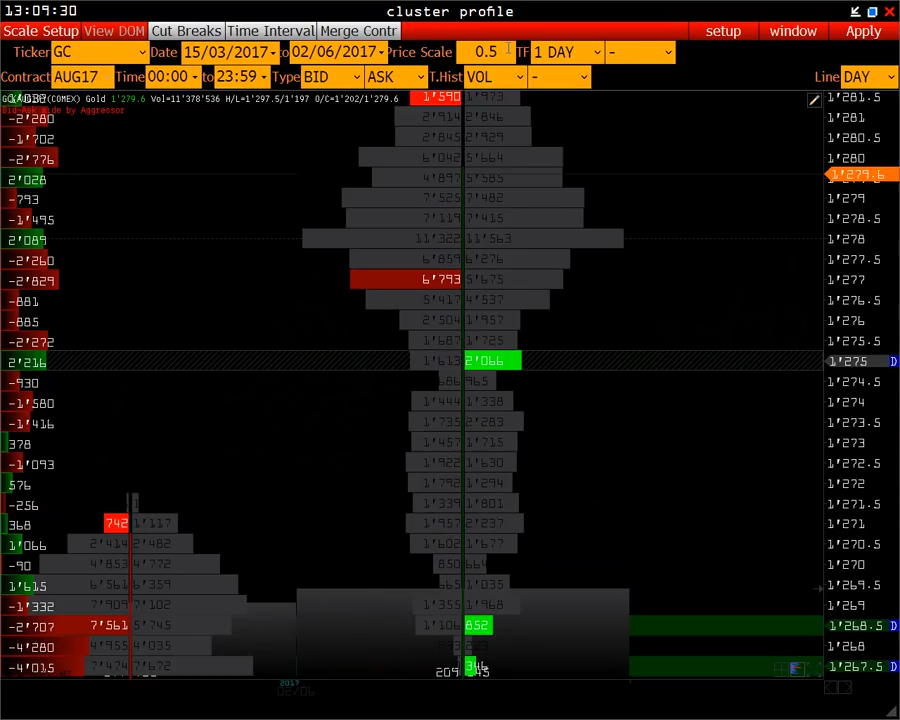 13:09:30 cluster profile
Scale Setup View DOM Cut Breaks Time Interval Merge Contr setup window Apply
Ticker GC Date 15/03/2017 to 02/06/2017 Price Scale 0.5 TF 1 DAY -
Contract AUG17 Time 00:00 to 23:59 Type BID ASK T.Hist VOL - Line DAY
(COMEX) Gold 1'279.6 Vol=11'378'536 H/L=1'297.5/1'197 O/C=1'202/1'279.6 1'590 1'973 1'281.5
Bid-Ask by Aggressor
-2'280 2'914 2'846 1'281
-1'702 2'845 2'929 1'280.5
-2'776 6'042 5'664 1'280
2'028 4'897 5'585 1'279.6
-793 7'525 7'482 1'279
-1'495 7'119 7'415 1'278.5
2'089 11'322 11'563 1'278
-2'260 6'859 6'276 1'277.5
-2'829 6'793 5'675 1'277
-881 5'417 4'537 1'276.5
-885 2'504 1'957 1'276
-2'272 1'687 1'725 1'275.5
2'216 1'613 2'066 1'275 D
-930 686 965 1'274.5
-1'580 1'444 1'338 1'274
-1'416 1'735 2'283 1'273.5
378 1'457 1'715 1'273
-1'093 1'922 1'630 1'272.5
576 1'792 1'294 1'272
-256 1 1'339 1'801 1'271.5
368 742 1'117 1'957 2'237 1'271
1'066 2'414 2'482 1'602 1'677 1'270.5
-90 4'853 4'772 850 664 1'270
1'615 6'561 6'359 665 1'035 1'269.5
-1'332 7'909 7'102 1'355 1'968 1'269
-2'707 7'561 5'745 1'106 852 1'268.5 D
-4'280 4'955 4'035 1'268
-4'015 7'474 7'672 1'267.5 D
2017
02/06